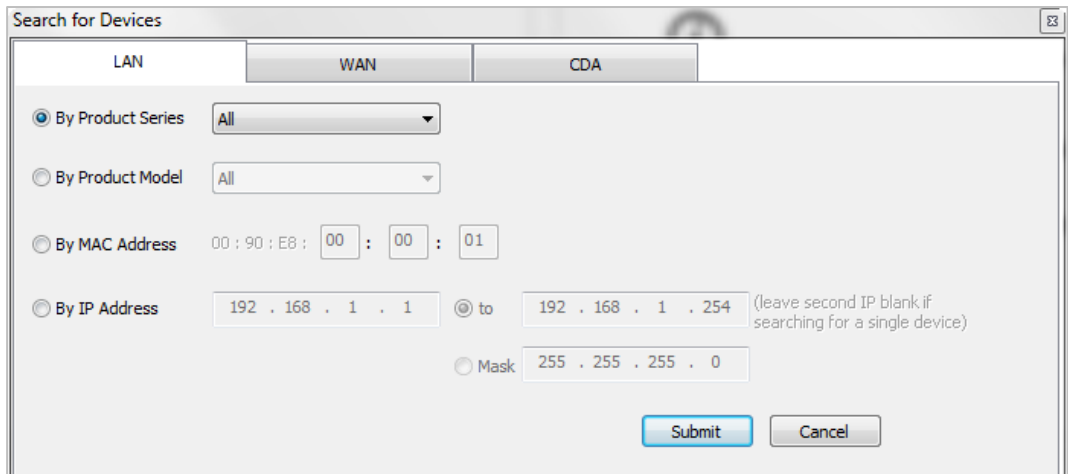 Search for Devices
LAN WAN CDA
By Product Series All
By Product Model All
By MAC Address 00 : 90 : E8 : 00 : 00 : 01
By IP Address 192 . 168 . 1 . 1 to 192 . 168 . 1 . 254 (leave second IP blank if
searching for a single device)
Mask 255 . 255 . 255 . 0
Submit Cancel